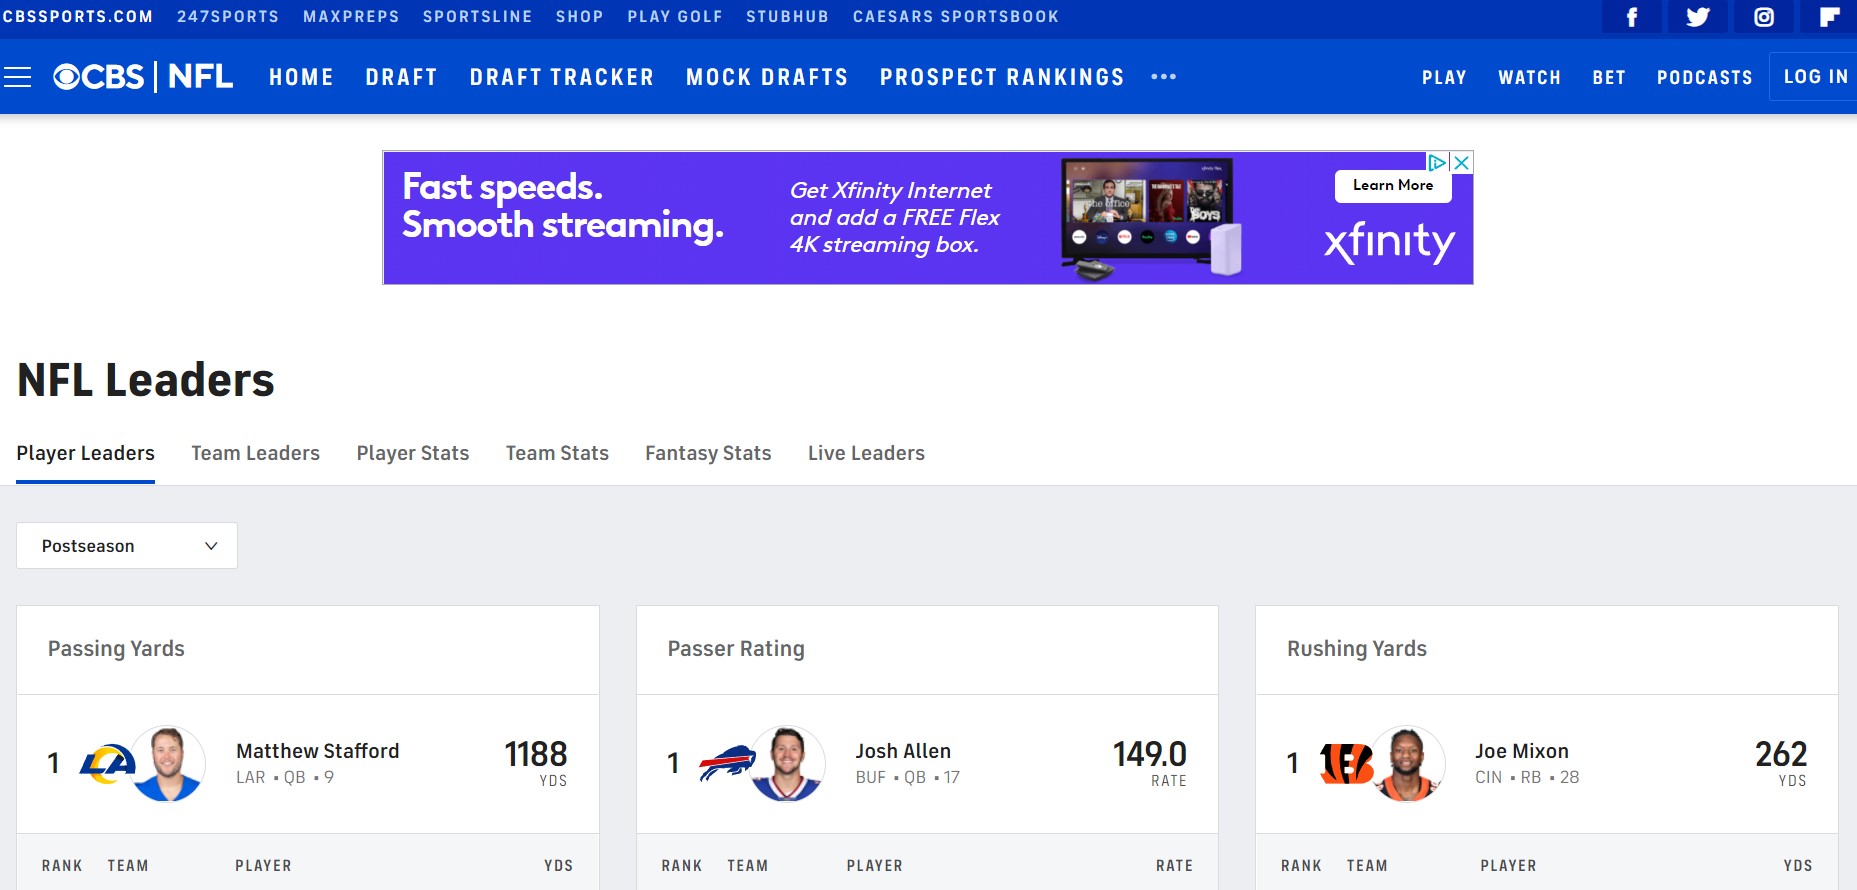 CBSSPORTS.COM 247SPORTS MAXPREPS SPORTSLINE SHOP PLAY GOLF STUBHUB CAESARS SPORTSBOOK
CBS NFL HOME DRAFT DRAFT TRACKER MOCK DRAFTS PROSPECT RANKINGS ••• PLAY WATCH BET PODCASTS LOG IN
Fast speeds.
Smooth streaming.
Get Xfinity Internet
and add a FREE Flex
4K streaming box.
the office
BOYS
Learn More
xfinity
NFL Leaders
Player Leaders Team Leaders Player Stats Team Stats Fantasy Stats Live Leaders
Postseason
Passing Yards
1 LA Matthew Stafford 1188
LAR • QB • 9 YDS
RANK TEAM PLAYER YDS
Passer Rating
1 Josh Allen 149.0
BUF • QB • 17 RATE
RANK TEAM PLAYER RATE
Rushing Yards
1 B Joe Mixon 262
CIN • RB • 28 YDS
RANK TEAM PLAYER YDS